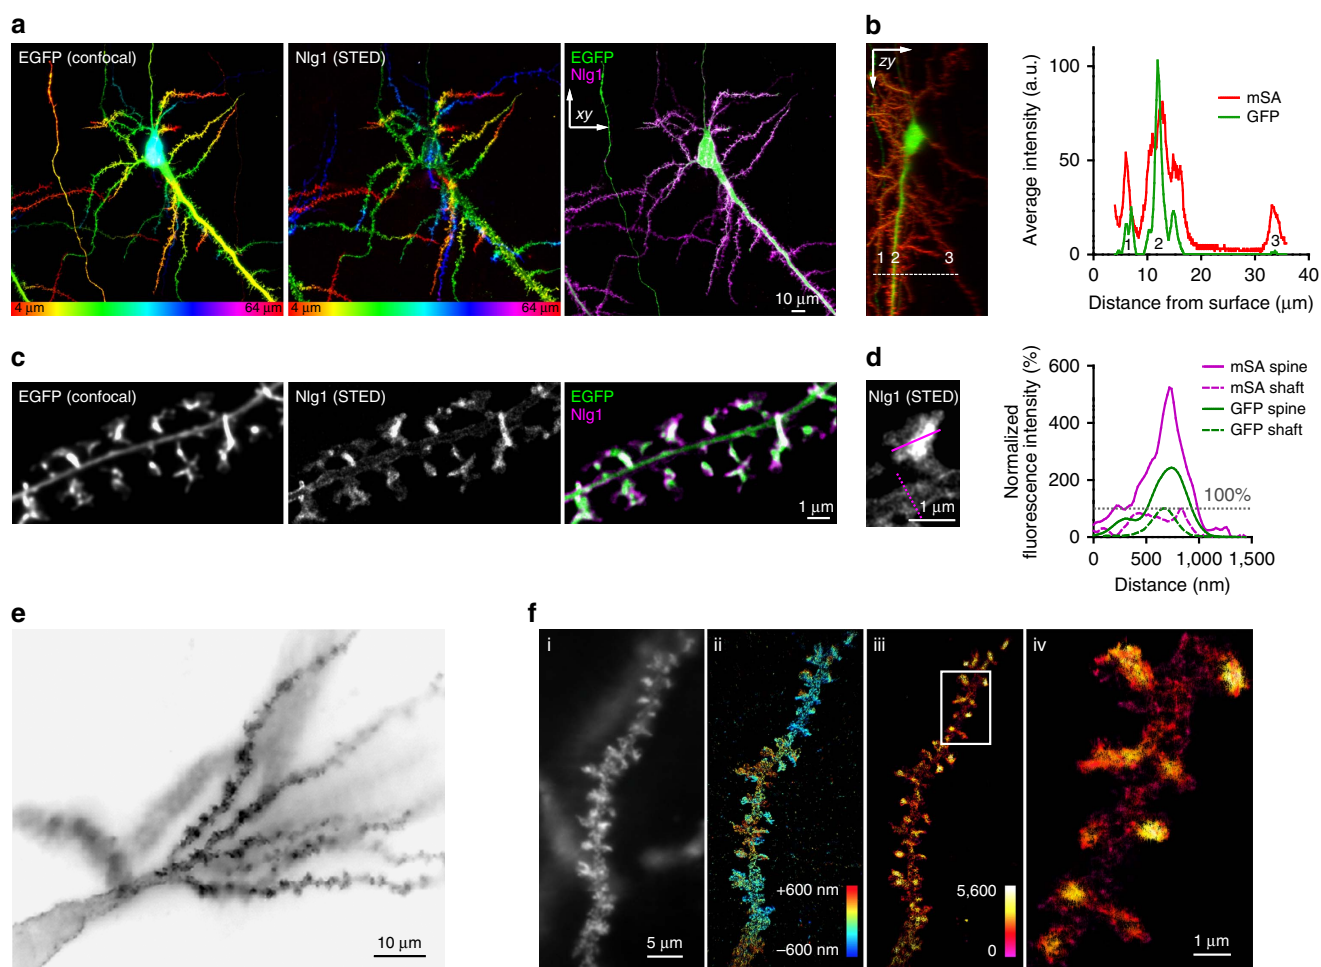 a
EGFP (confocal)
Nlg1 (STED)
EGFP
Nlg1
xy
4 μm
64 μm
4 μm
64 μm
10 μm
b
zy
1 2 3
Average intensity (a.u.)
100
50
0
mSA
GFP
1
2
3
0 10 20 30 40
Distance from surface (μm)
c
EGFP (confocal)
Nlg1 (STED)
EGFP
Nlg1
1 μm
d
Nlg1 (STED)
1 μm
Normalized
fluorescence intensity (%)
600
400
200
0
mSA spine
mSA shaft
GFP spine
GFP shaft
100%
0 500 1,000 1,500
Distance (nm)
e
10 μm
f
i
5 μm
ii
+600 nm
–600 nm
iii
5,600
0
iv
1 μm